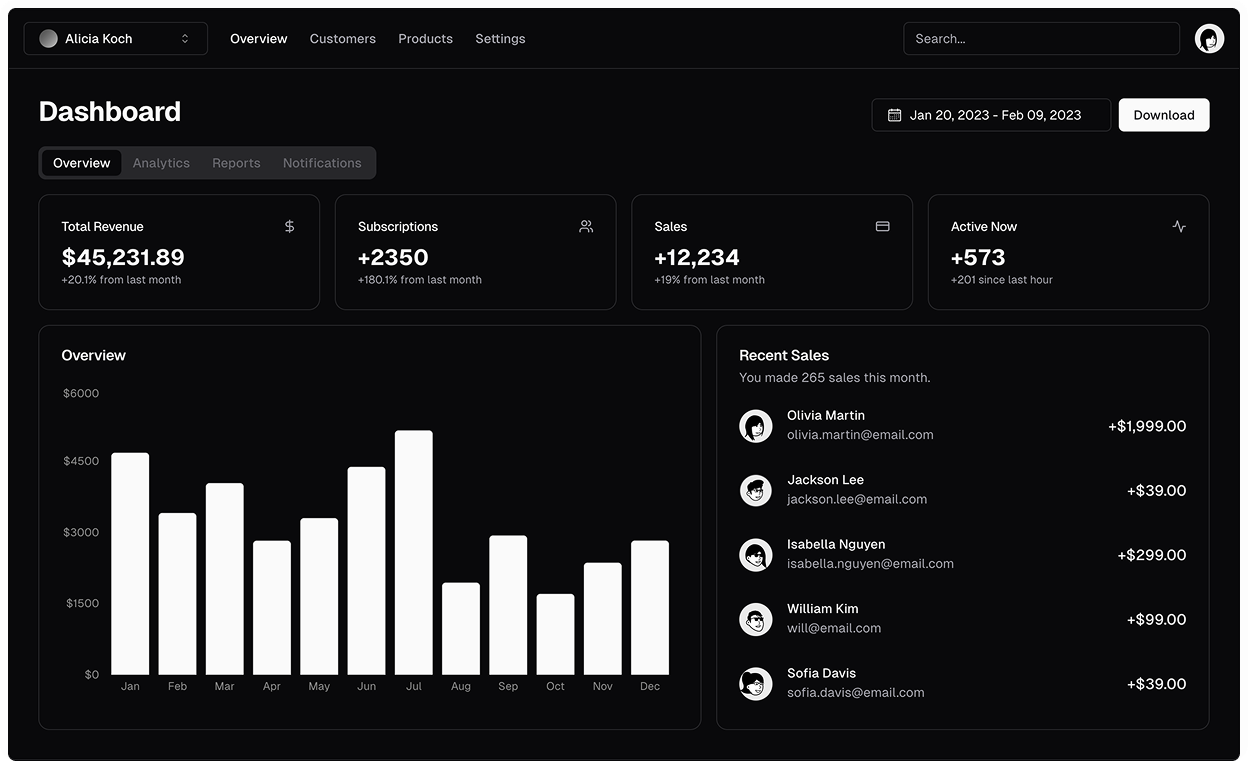 Alicia Koch
Overview Customers Products Settings
Search...
Dashboard
Jan 20, 2023 - Feb 09, 2023
Download
Overview Analytics Reports Notifications
Total Revenue
$45,231.89
+20.1% from last month
Subscriptions
+2350
+180.1% from last month
Sales
+12,234
+19% from last month
Active Now
+573
+201 since last hour
Overview
$6000
$4500
$3000
$1500
$0
Jan Feb Mar Apr May Jun Jul Aug Sep Oct Nov Dec
Recent Sales
You made 265 sales this month.
Olivia Martin
olivia.martin@email.com
+$1,999.00
Jackson Lee
jackson.lee@email.com
+$39.00
Isabella Nguyen
isabella.nguyen@email.com
+$299.00
William Kim
will@email.com
+$99.00
Sofia Davis
sofia.davis@email.com
+$39.00